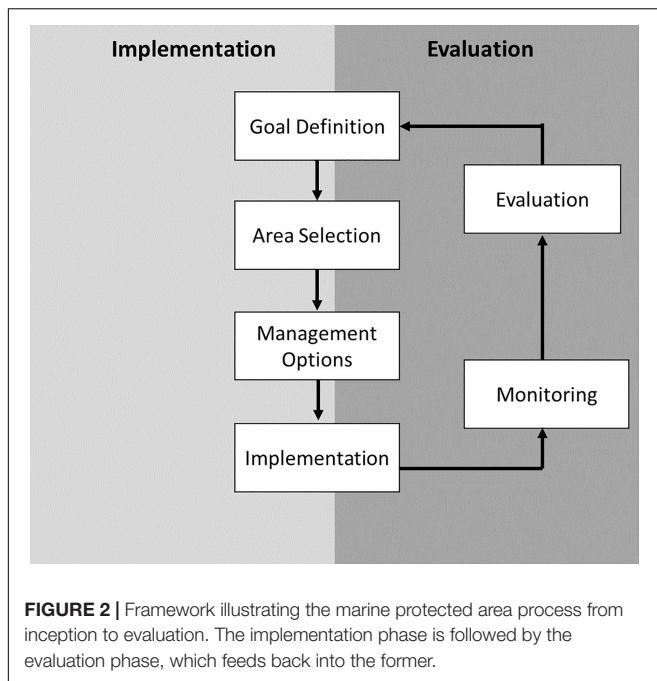 Implementation
Evaluation
Goal Definition
Area Selection
Management
Options
Implementation
Evaluation
Monitoring
FIGURE 2 | Framework illustrating the marine protected area process from
inception to evaluation. The implementation phase is followed by the
evaluation phase, which feeds back into the former.